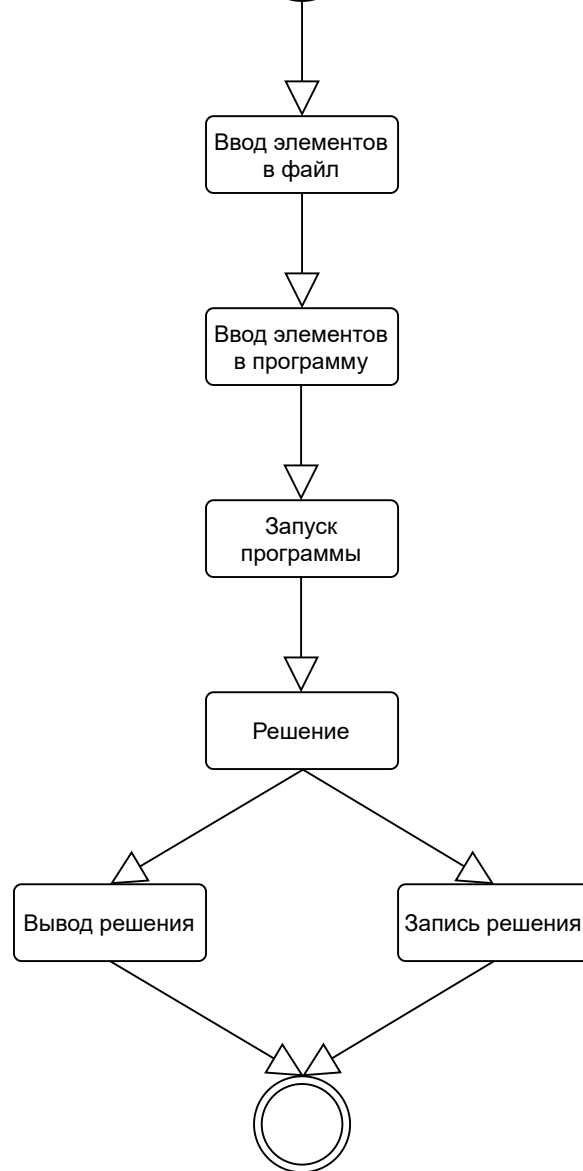 Ввод элементов
в файл
Ввод элементов
в программу
Запуск
программы
Решение
Вывод решения
Запись решения